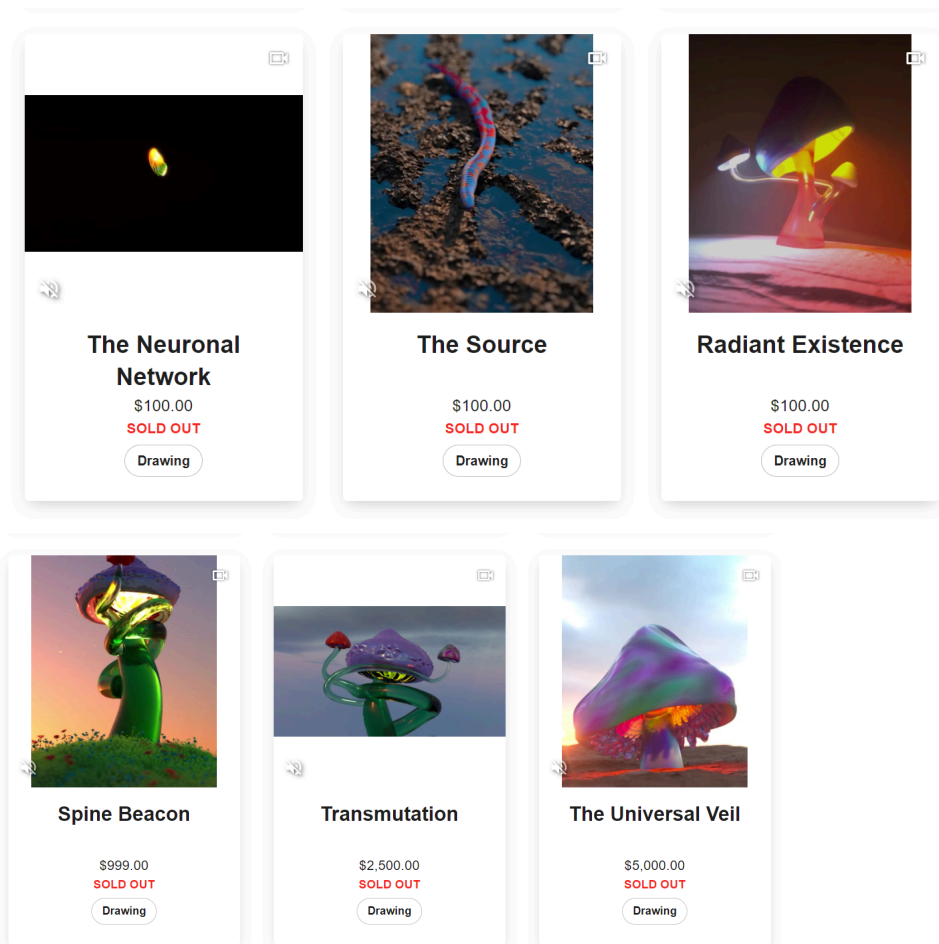 The Neuronal
Network
$100.00
SOLD OUT
Drawing
The Source
$100.00
SOLD OUT
Drawing
Radiant Existence
$100.00
SOLD OUT
Drawing
Spine Beacon
$999.00
SOLD OUT
Drawing
Transmutation
$2,500.00
SOLD OUT
Drawing
The Universal Veil
$5,000.00
SOLD OUT
Drawing